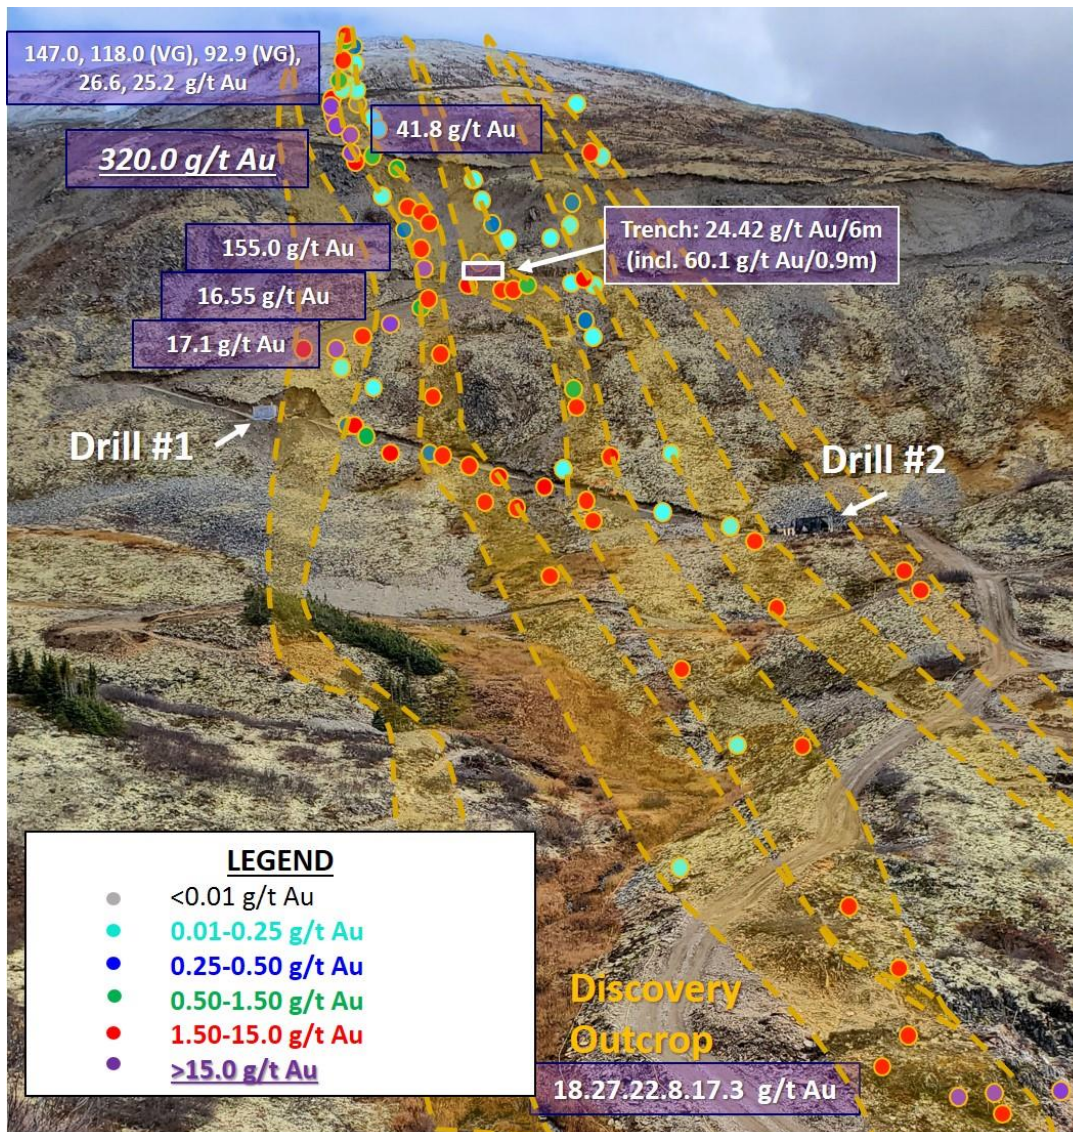 147.0, 118.0 (VG), 92.9 (VG),
26.6, 25.2 g/t Au
41.8 g/t Au
320.0 g/t Au
155.0 g/t Au
Trench: 24.42 g/t Au/6m
(incl. 60.1 g/t Au/0.9m)
16.55 g/t Au
17.1 g/t Au
Drill #1
Drill #2
LEGEND
<0.01 g/t Au
0.01-0.25 g/t Au
0.25-0.50 g/t Au
0.50-1.50 g/t Au
1.50-15.0 g/t Au
>15.0 g/t Au
Discovery
Outcrop
18.27.22.8.17.3 g/t Au